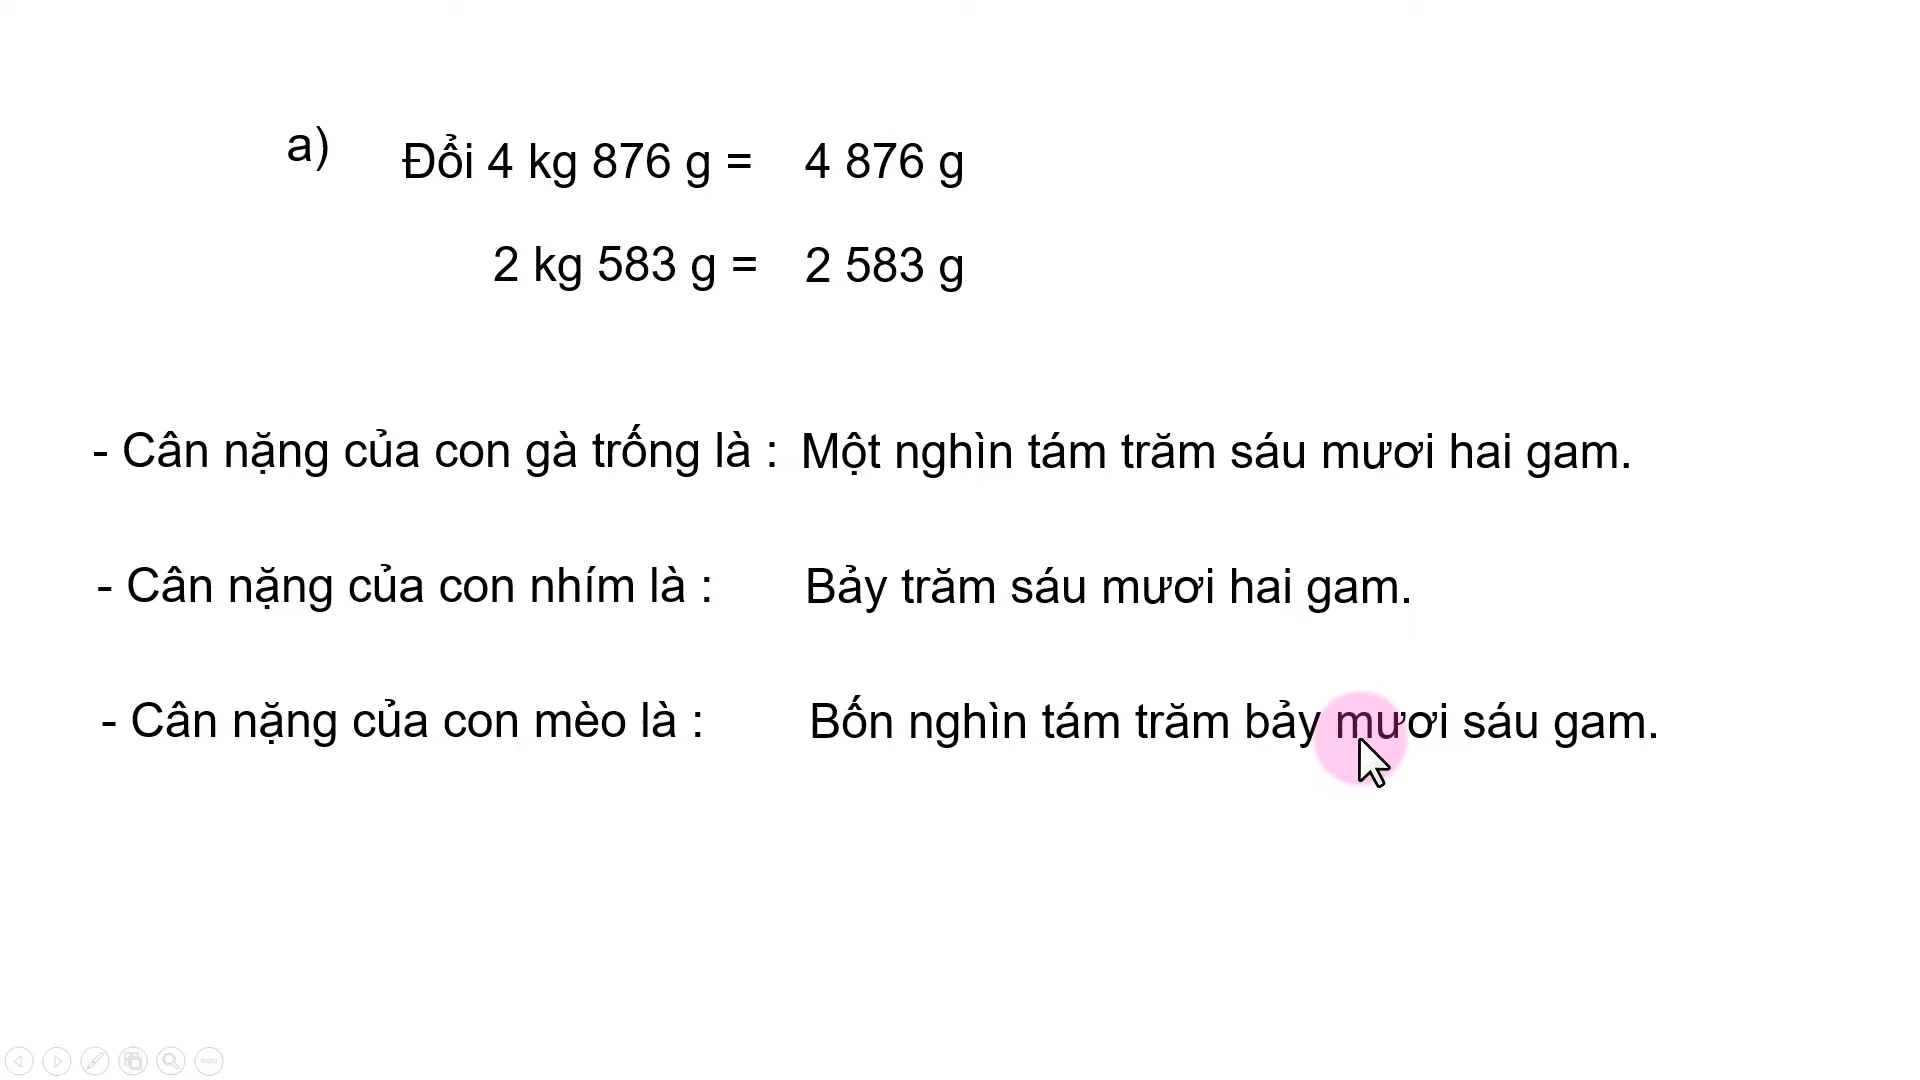 a) Đổi 4 kg 876 g = 4 876 g
2 kg 583 g = 2 583 g
- Cân nặng của con gà trống là : Một nghìn tám trăm sáu mươi hai gam.
- Cân nặng của con nhím là : Bảy trăm sáu mươi hai gam.
- Cân nặng của con mèo là : Bốn nghìn tám trăm bảy mươi sáu gam.